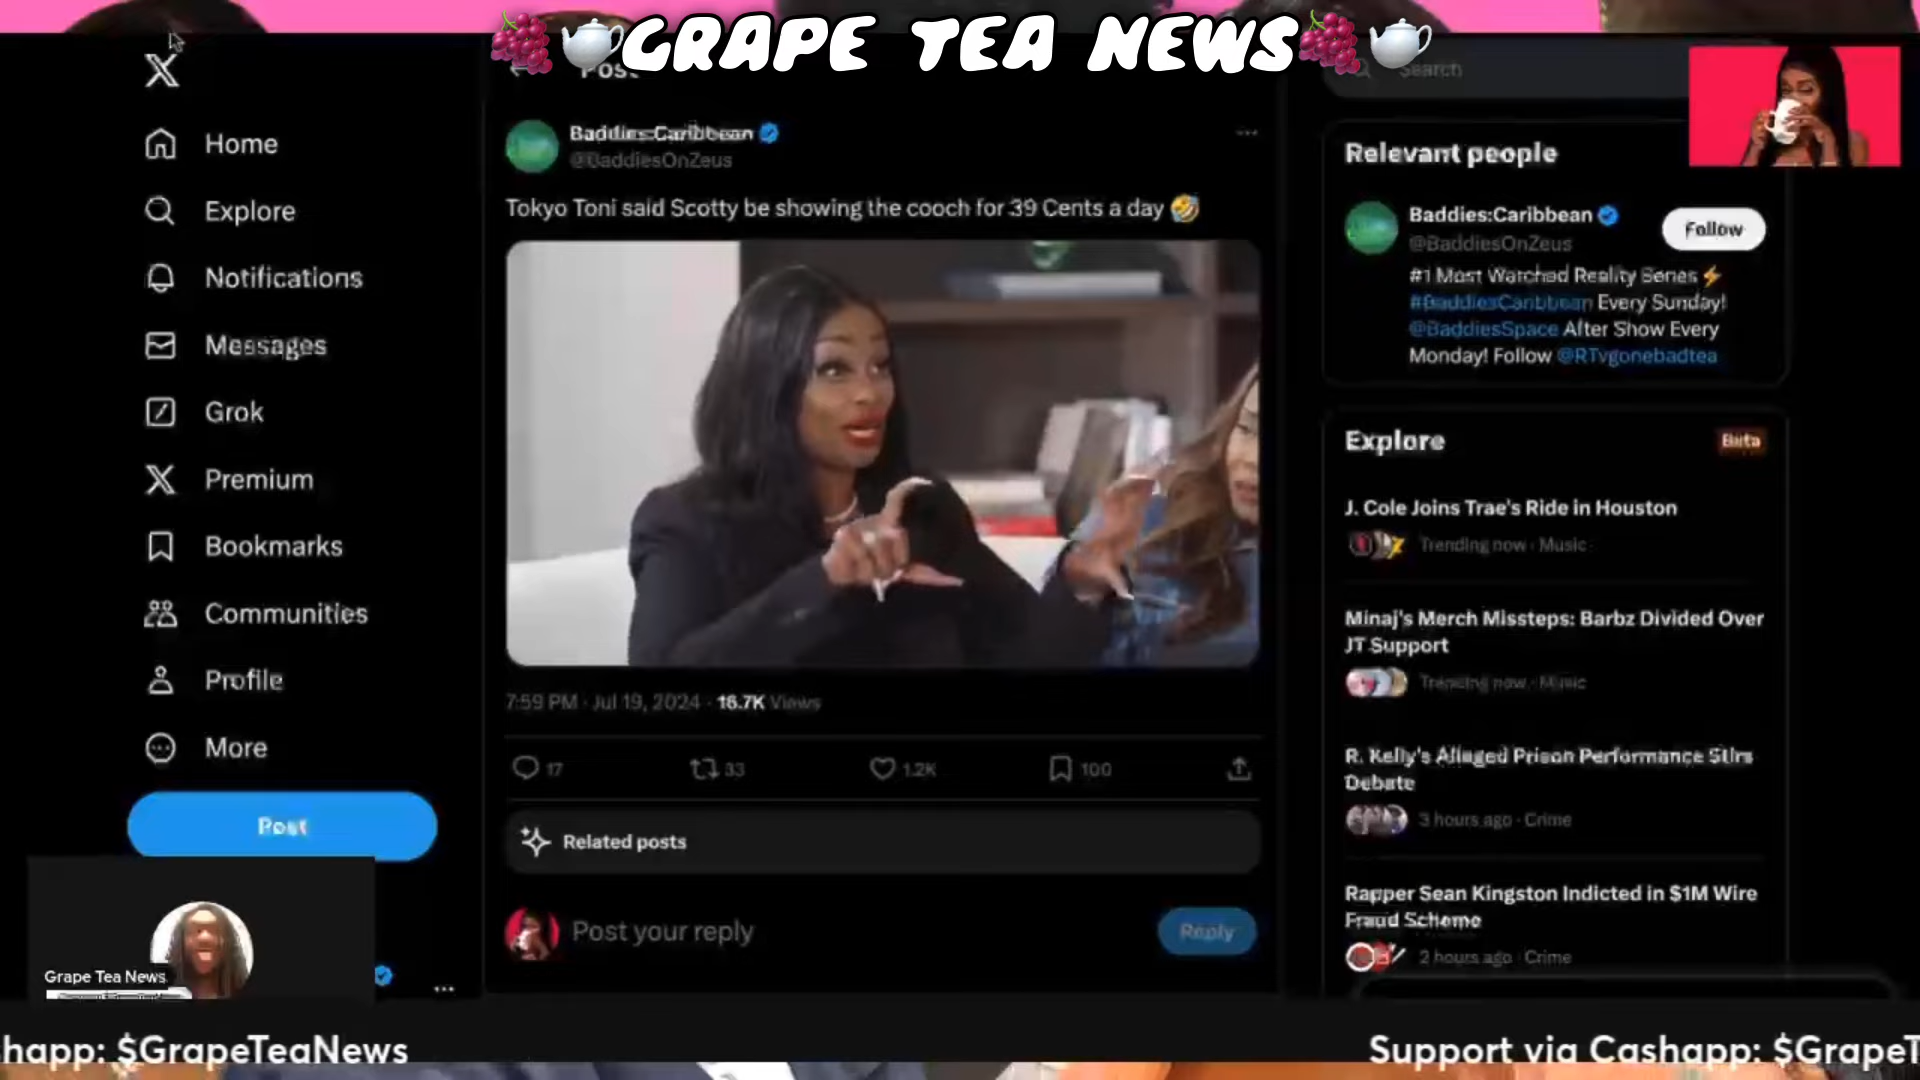 GRAPE TEA NEWS
Post
Search
Home
Explore
Notifications
Messages
Grok
Premium
Bookmarks
Communities
Profile
More
Post
Grape Tea News
Baddies:Caribbean
@BaddiesOnZeus
Tokyo Toni said Scotty be showing the cooch for 39 Cents a day
7:59 PM · Jul 19, 2024 · 16.7K Views
17 33 1.2K 100
Related posts
Post your reply
Reply
Relevant people
Baddies:Caribbean
@BaddiesOnZeus
Follow
#1 Most Watched Reality Series
#BaddiesCaribbean Every Sunday!
@BaddiesSpace After Show Every
Monday! Follow @RTvgonebadtea
Explore
Beta
J. Cole Joins Trae's Ride in Houston
Trending now · Music
Minaj's Merch Missteps: Barbz Divided Over
JT Support
Trending now · Music
R. Kelly's Alleged Prison Performance Stirs
Debate
3 hours ago · Crime
Rapper Sean Kingston Indicted in $1M Wire
Fraud Scheme
2 hours ago · Crime
happ: $GrapeTeaNews
Support via Cashapp: $GrapeT